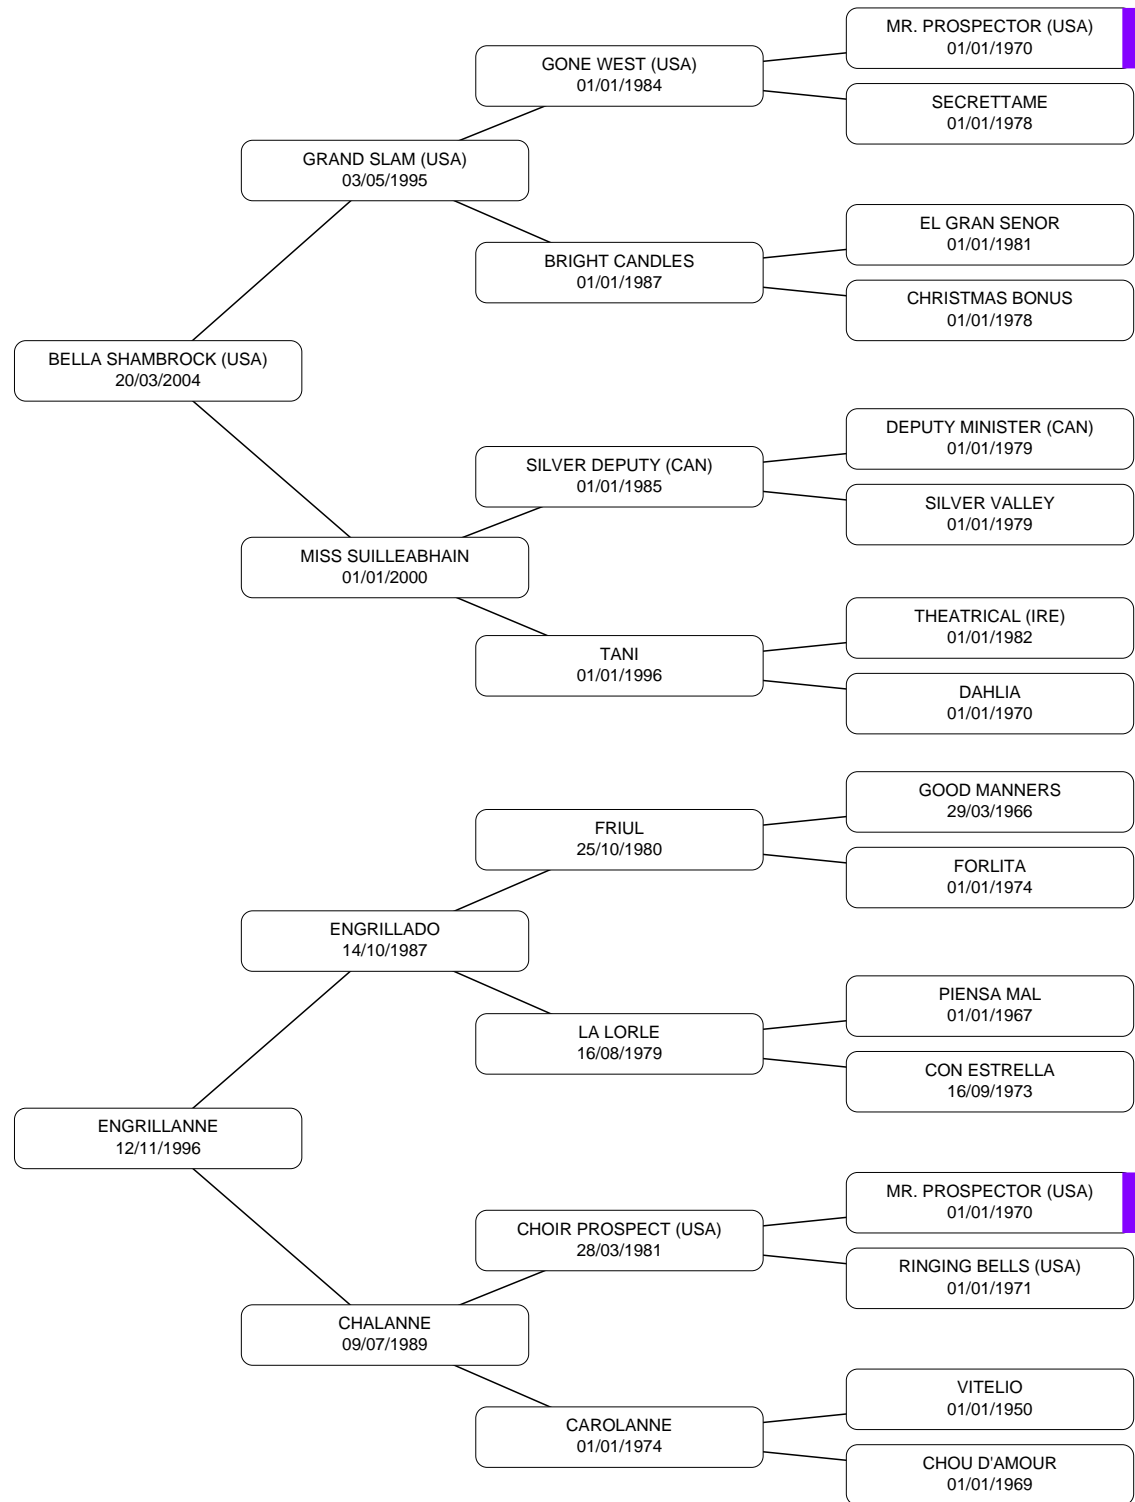 MR. PROSPECTOR (USA)
01/01/1970
GONE WEST (USA)
01/01/1984
SECRETTAME
01/01/1978
GRAND SLAM (USA)
03/05/1995
EL GRAN SENOR
01/01/1981
BRIGHT CANDLES
01/01/1987
CHRISTMAS BONUS
01/01/1978
BELLA SHAMBROCK (USA)
20/03/2004
DEPUTY MINISTER (CAN)
01/01/1979
SILVER DEPUTY (CAN)
01/01/1985
SILVER VALLEY
01/01/1979
MISS SUILLEABHAIN
01/01/2000
THEATRICAL (IRE)
01/01/1982
TANI
01/01/1996
DAHLIA
01/01/1970
GOOD MANNERS
29/03/1966
FRIUL
25/10/1980
FORLITA
01/01/1974
ENGRILLADO
14/10/1987
PIENSA MAL
01/01/1967
LA LORLE
16/08/1979
CON ESTRELLA
16/09/1973
ENGRILLANNE
12/11/1996
MR. PROSPECTOR (USA)
01/01/1970
CHOIR PROSPECT (USA)
28/03/1981
RINGING BELLS (USA)
01/01/1971
CHALANNE
09/07/1989
VITELIO
01/01/1950
CAROLANNE
01/01/1974
CHOU D'AMOUR
01/01/1969